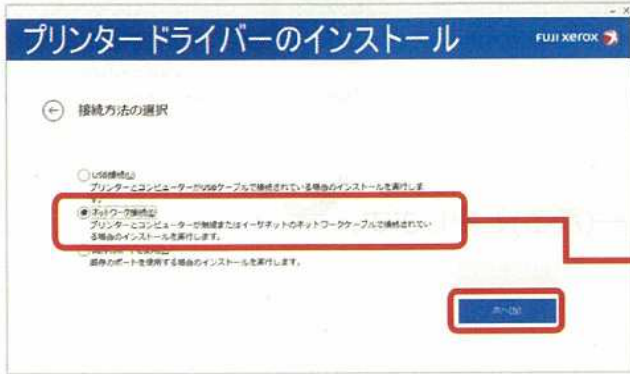 プリンタードライバーのインストール
FUJI XEROX
接続方法の選択
USB接続(U)
プリンターとコンピューターがUSBケーブルで接続されている場合のインストールを実行しま
す。
ネットワーク接続(E)
プリンターとコンピューターが無線またはイーサネットのネットワークケーブルで接続されてい
る場合のインストールを実行します。
既存のポートを使用する場合のインストールを実行します。
次へ(N)